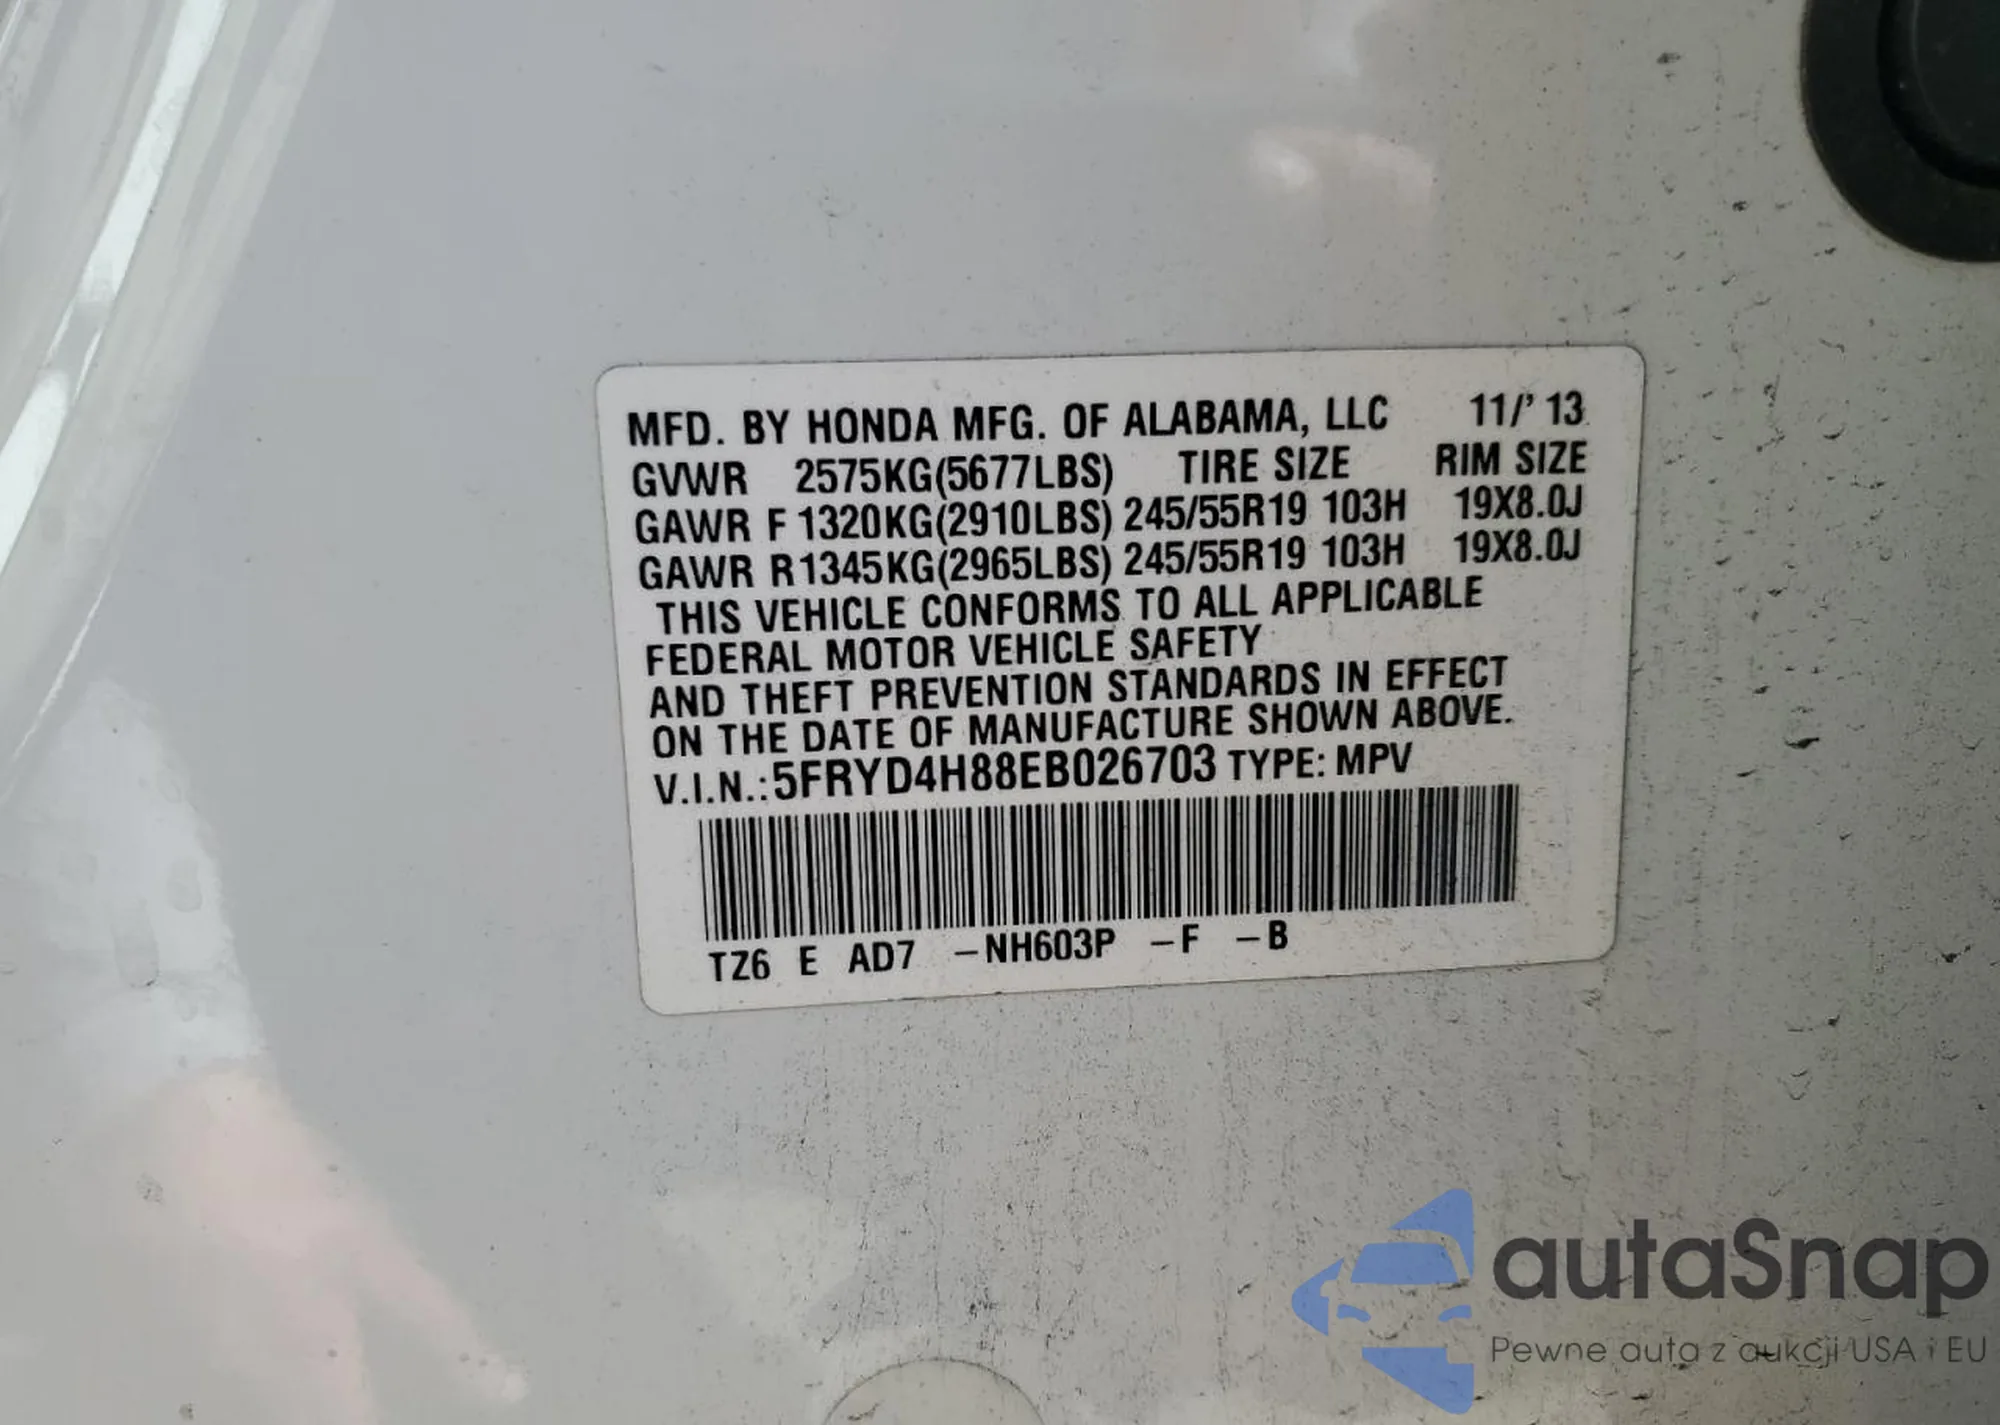 MFD. BY HONDA MFG. OF ALABAMA, LLC 11/' 13
GVWR 2575KG(5677LBS) TIRE SIZE RIM SIZE
GAWR F 1320KG(2910LBS) 245/55R19 103H 19X8.0J
GAWR R 1345KG(2965LBS) 245/55R19 103H 19X8.0J
THIS VEHICLE CONFORMS TO ALL APPLICABLE
FEDERAL MOTOR VEHICLE SAFETY
AND THEFT PREVENTION STANDARDS IN EFFECT
ON THE DATE OF MANUFACTURE SHOWN ABOVE.
V.I.N.: 5FRYD4H88EB026703 TYPE: MPV
TZ6 E AD7 -NH603P -F -B
autaSnap
Pewne auta z aukcji USA i EU